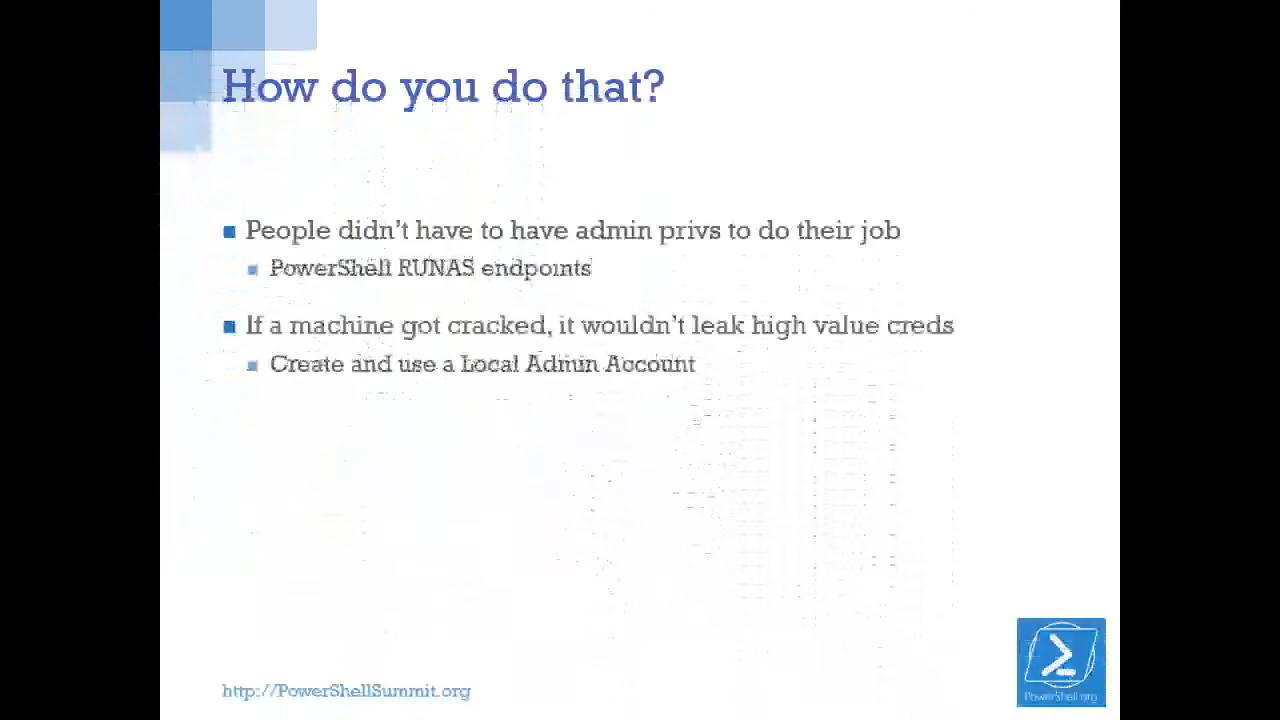 How do you do that?
People didn't have to have admin privs to do their job
PowerShell RUNAS endpoints
If a machine got cracked, it wouldn't leak high value creds
Create and use a Local Admin Account
http://PowerShellSummit.org
PowerShell.org